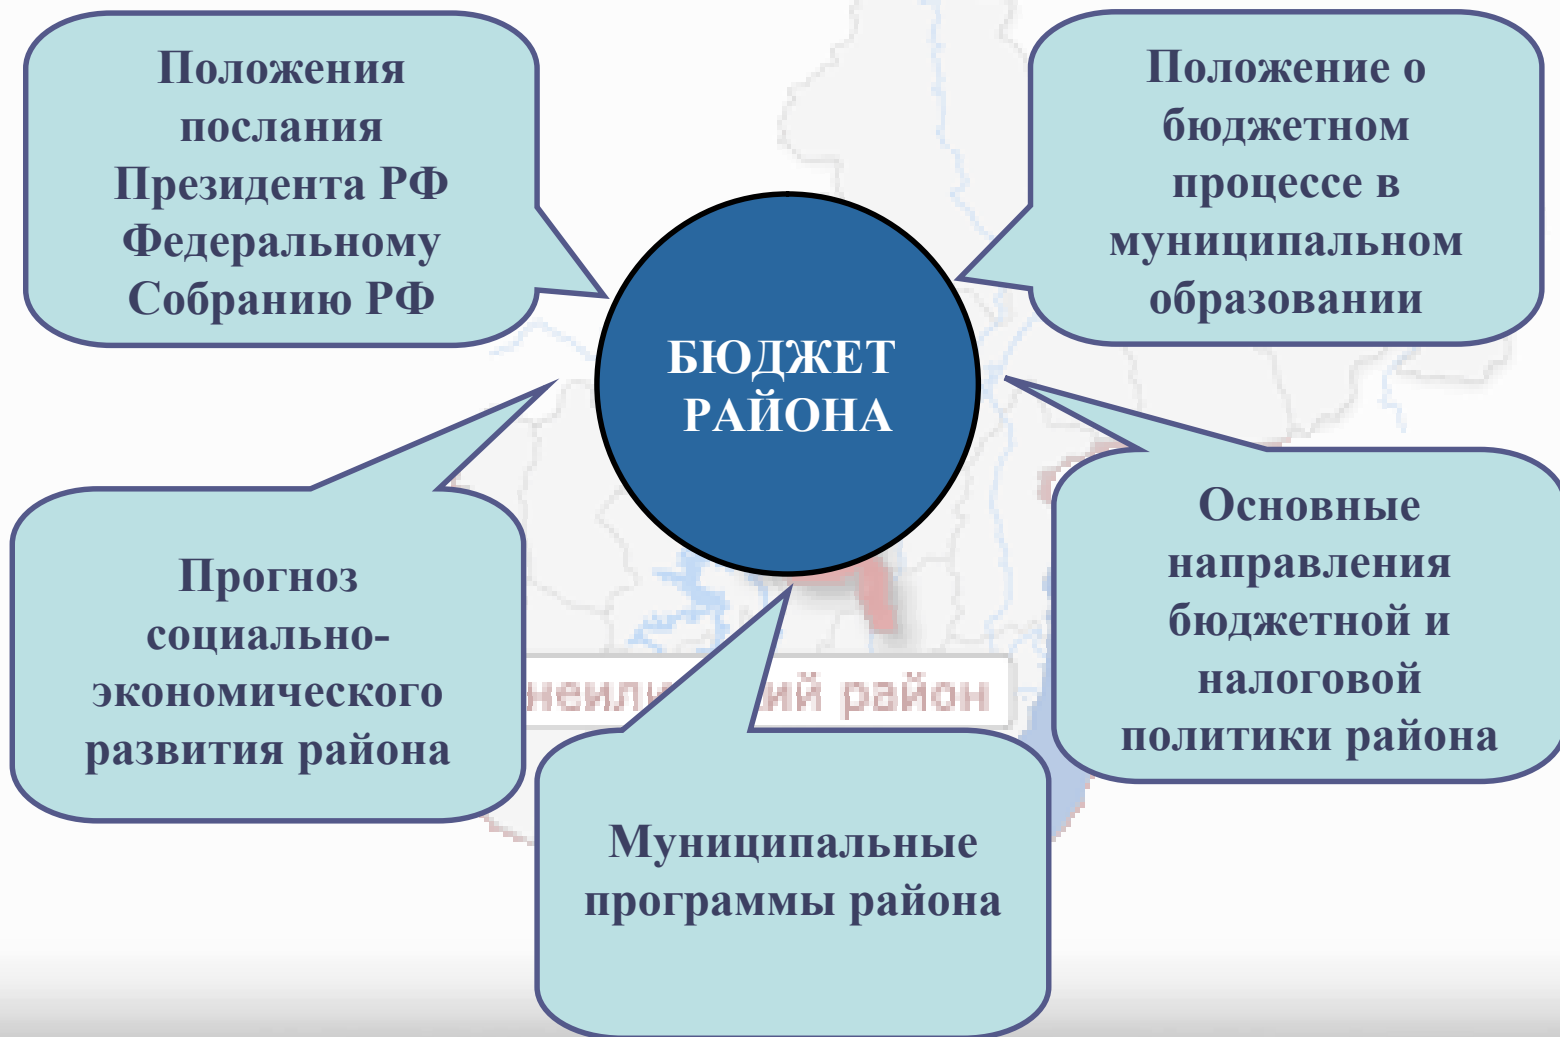 Положения
послания
Президента РФ
Федеральному
Собранию РФ
Положение о
бюджетном
процессе в
муниципальном
образовании
БЮДЖЕТ
РАЙОНА
Прогноз
социально-
экономического
развития района
Основные
направления
бюджетной и
налоговой
политики района
район
Муниципальные
программы района